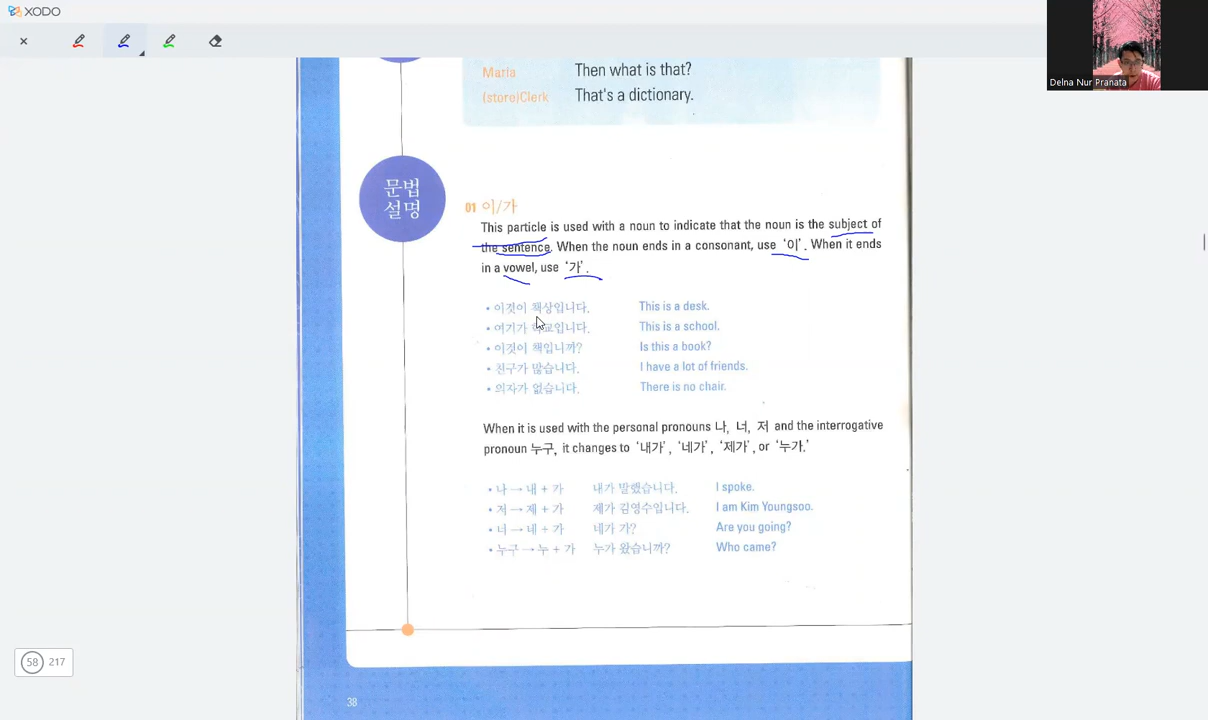 XODO
Delna Nur Pranata
Maria Then what is that?
(store)Clerk That's a dictionary.
문법
설명
01 이/가
This particle is used with a noun to indicate that the noun is the subject of
the sentence. When the noun ends in a consonant, use '이'. When it ends
in a vowel, use '가'.
• 이것이 책상입니다. This is a desk.
• 여기가 학교입니다. This is a school.
• 이것이 책입니까? Is this a book?
• 친구가 많습니다. I have a lot of friends.
• 의자가 없습니다. There is no chair.
When it is used with the personal pronouns 나, 너, 저 and the interrogative
pronoun 누구, it changes to '내가', '네가', '제가', or '누가.'
• 나 → 내 + 가 내가 말했습니다. I spoke.
• 저 → 제 + 가 제가 김영수입니다. I am Kim Youngsoo.
• 너 → 네 + 가 네가 가? Are you going?
• 누구 → 누 + 가 누가 왔습니까? Who came?
58 217
38